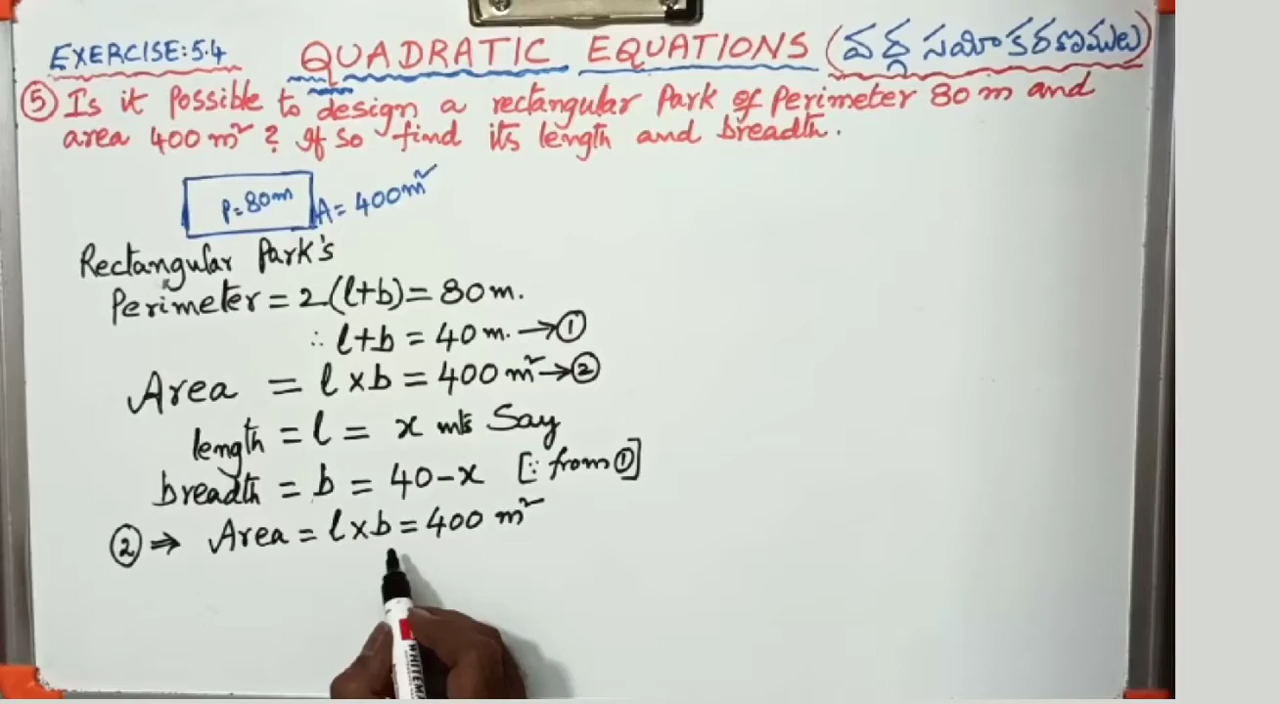 EXERCISE:5.4 QUADRATIC EQUATIONS (వర్గ సమీకరణములు)
⑤ Is it possible to design a rectangular Park of Perimeter 80 m and
area 400 m² ? If so find its length and breadth.
P=80m A= 400m²
Rectangular Park's
Perimeter = 2(l+b) = 80 m.
∴ l+b = 40 m. → ①
Area = l × b = 400 m² → ②
length = l = x mts Say
breadth = b = 40-x [∵ from ①]
② ⇒ Area = l×b = 400 m²
WHITEMA